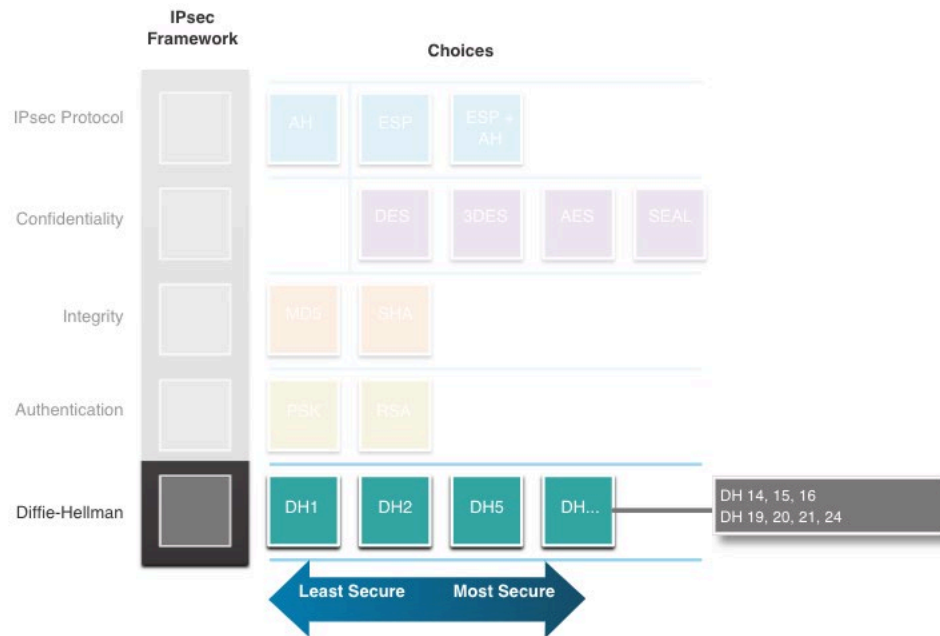 IPsec
Framework
Choices
IPsec Protocol
AH
ESP
ESP +
AH
Confidentiality
DES
3DES
AES
SEAL
Integrity
MD5
SHA
Authentication
PSK
RSA
Diffie-Hellman
DH1
DH2
DH5
DH...
DH 14, 15, 16
DH 19, 20, 21, 24
Least Secure
Most Secure